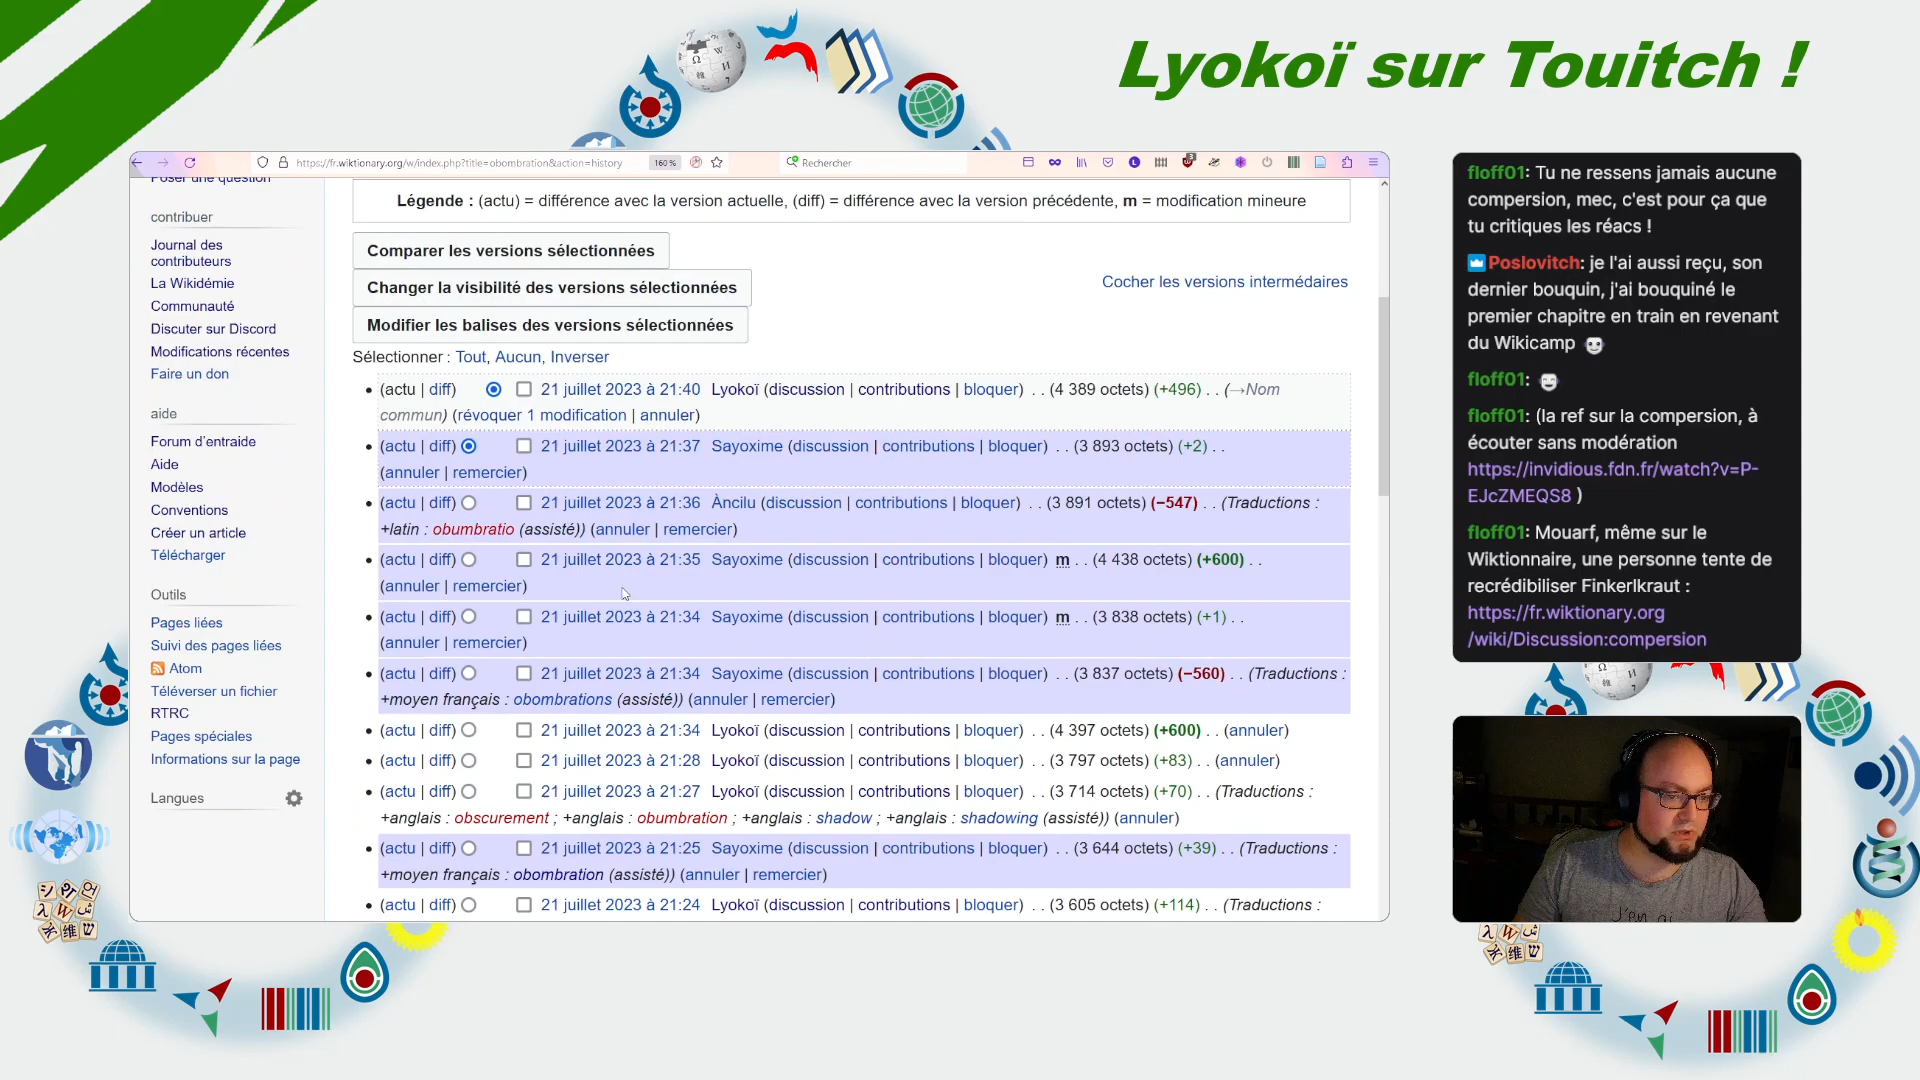 Lyokoï sur Touitch !
https://fr.wiktionary.org/w/index.php?title=obombration&action=history
160 %
Rechercher
Poser une question
contribuer
Journal des
contributeurs
La Wikidémie
Communauté
Discuter sur Discord
Modifications récentes
Faire un don
aide
Forum d'entraide
Aide
Modèles
Conventions
Créer un article
Télécharger
Outils
Pages liées
Suivi des pages liées
Atom
Téléverser un fichier
RTRC
Pages spéciales
Informations sur la page
Langues
Légende : (actu) = différence avec la version actuelle, (diff) = différence avec la version précédente, m = modification mineure
Comparer les versions sélectionnées
Changer la visibilité des versions sélectionnées
Cocher les versions intermédaires
Modifier les balises des versions sélectionnées
Sélectionner : Tout, Aucun, Inverser
(actu | diff) 21 juillet 2023 à 21:40 Lyokoï (discussion | contributions | bloquer) . . (4 389 octets) (+496) . . (→Nom
commun) (révoquer 1 modification | annuler)
(actu | diff) 21 juillet 2023 à 21:37 Sayoxime (discussion | contributions | bloquer) . . (3 893 octets) (+2) . .
(annuler | remercier)
(actu | diff) 21 juillet 2023 à 21:36 Àncilu (discussion | contributions | bloquer) . . (3 891 octets) (−547) . . (Traductions :
+latin : obumbratio (assisté)) (annuler | remercier)
(actu | diff) 21 juillet 2023 à 21:35 Sayoxime (discussion | contributions | bloquer) m . . (4 438 octets) (+600) . .
(annuler | remercier)
(actu | diff) 21 juillet 2023 à 21:34 Sayoxime (discussion | contributions | bloquer) m . . (3 838 octets) (+1) . .
(annuler | remercier)
(actu | diff) 21 juillet 2023 à 21:34 Sayoxime (discussion | contributions | bloquer) . . (3 837 octets) (−560) . . (Traductions :
+moyen français : obombrations (assisté)) (annuler | remercier)
(actu | diff) 21 juillet 2023 à 21:34 Lyokoï (discussion | contributions | bloquer) . . (4 397 octets) (+600) . . (annuler)
(actu | diff) 21 juillet 2023 à 21:28 Lyokoï (discussion | contributions | bloquer) . . (3 797 octets) (+83) . . (annuler)
(actu | diff) 21 juillet 2023 à 21:27 Lyokoï (discussion | contributions | bloquer) . . (3 714 octets) (+70) . . (Traductions :
+anglais : obscurement ; +anglais : obumbration ; +anglais : shadow ; +anglais : shadowing (assisté)) (annuler)
(actu | diff) 21 juillet 2023 à 21:25 Sayoxime (discussion | contributions | bloquer) . . (3 644 octets) (+39) . . (Traductions :
+moyen français : obombration (assisté)) (annuler | remercier)
(actu | diff) 21 juillet 2023 à 21:24 Lyokoï (discussion | contributions | bloquer) . . (3 605 octets) (+114) . . (Traductions :
floff01: Tu ne ressens jamais aucune
compersion, mec, c'est pour ça que
tu critiques les réacs !
Poslovitch: je l'ai aussi reçu, son
dernier bouquin, j'ai bouquiné le
premier chapitre en train en revenant
du Wikicamp
floff01:
floff01: (la ref sur la compersion, à
écouter sans modération
https://invidious.fdn.fr/watch?v=P-
EJcZMEQS8 )
floff01: Mouarf, même sur le
Wiktionnaire, une personne tente de
recrédibiliser Finkerlkraut :
https://fr.wiktionary.org
/wiki/Discussion:compersion
J'en ai